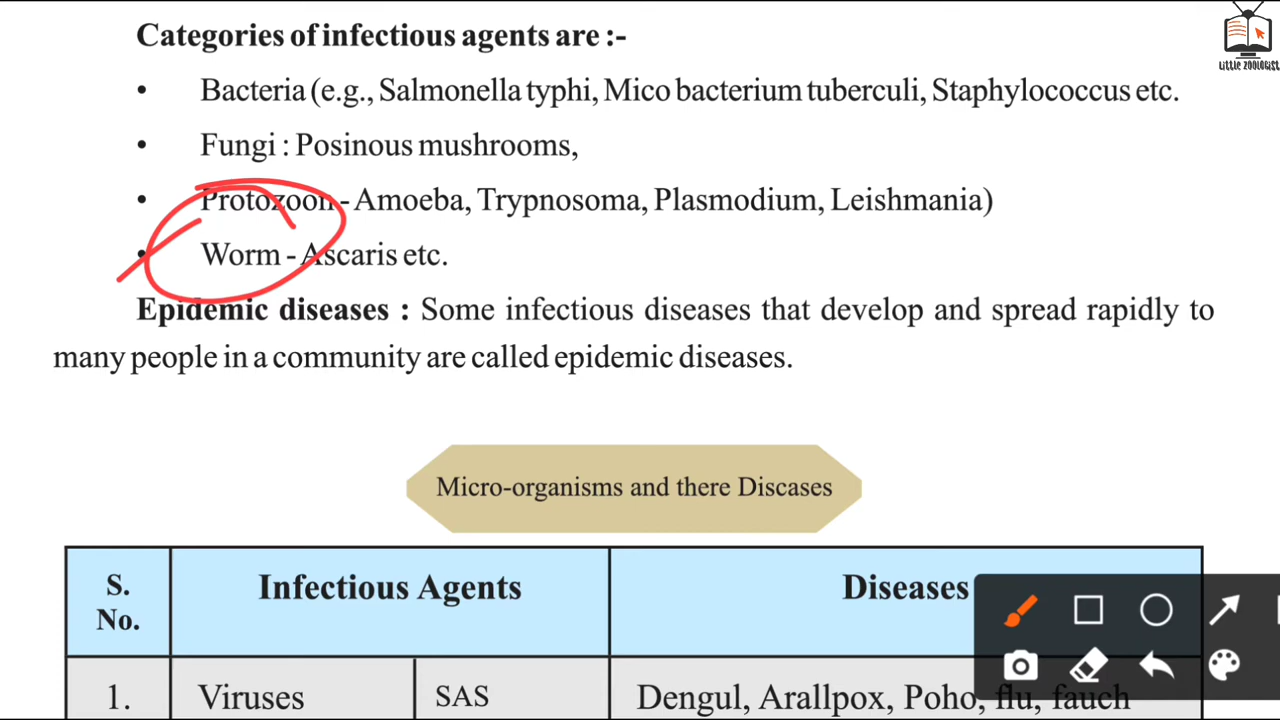 Categories of infectious agents are :-
LITTLE ZOOLOGIST
• Bacteria (e.g., Salmonella typhi, Mico bacterium tuberculi, Staphylococcus etc.
• Fungi : Posinous mushrooms,
• Protozoon - Amoeba, Trypnosoma, Plasmodium, Leishmania)
• Worm - Ascaris etc.
Epidemic diseases : Some infectious diseases that develop and spread rapidly to
many people in a community are called epidemic diseases.
Micro-organisms and there Discases
S. No. Infectious Agents Diseases
1. Viruses SAS Dengul, Arallpox, Poho, flu, fauch